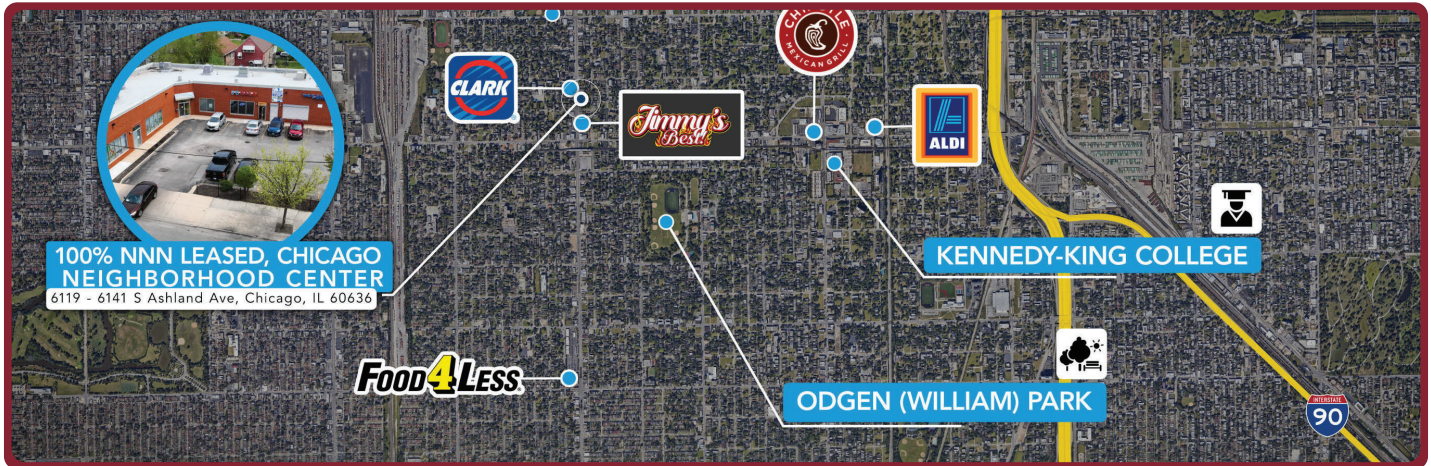 CHIPOTLE
MEXICAN GRILL
CLARK
Jimmy's
Best!
ALDI
100% NNN LEASED, CHICAGO
NEIGHBORHOOD CENTER
6119 - 6141 S Ashland Ave, Chicago, IL 60636
KENNEDY-KING COLLEGE
FOOD 4 LESS
ODGEN (WILLIAM) PARK
INTERSTATE
90